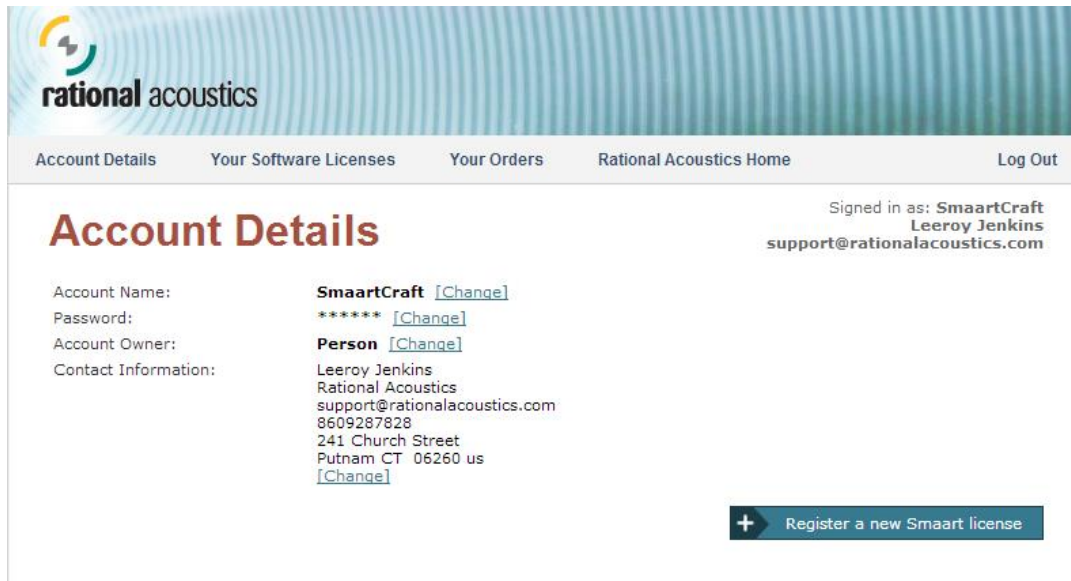 rational acoustics
Account Details Your Software Licenses Your Orders Rational Acoustics Home Log Out
Account Details
Signed in as: SmaartCraft
Leeroy Jenkins
support@rationalacoustics.com
Account Name: SmaartCraft [Change]
Password: ****** [Change]
Account Owner: Person [Change]
Contact Information: Leeroy Jenkins
Rational Acoustics
support@rationalacoustics.com
8609287828
241 Church Street
Putnam CT 06260 us
[Change]
+ Register a new Smaart license